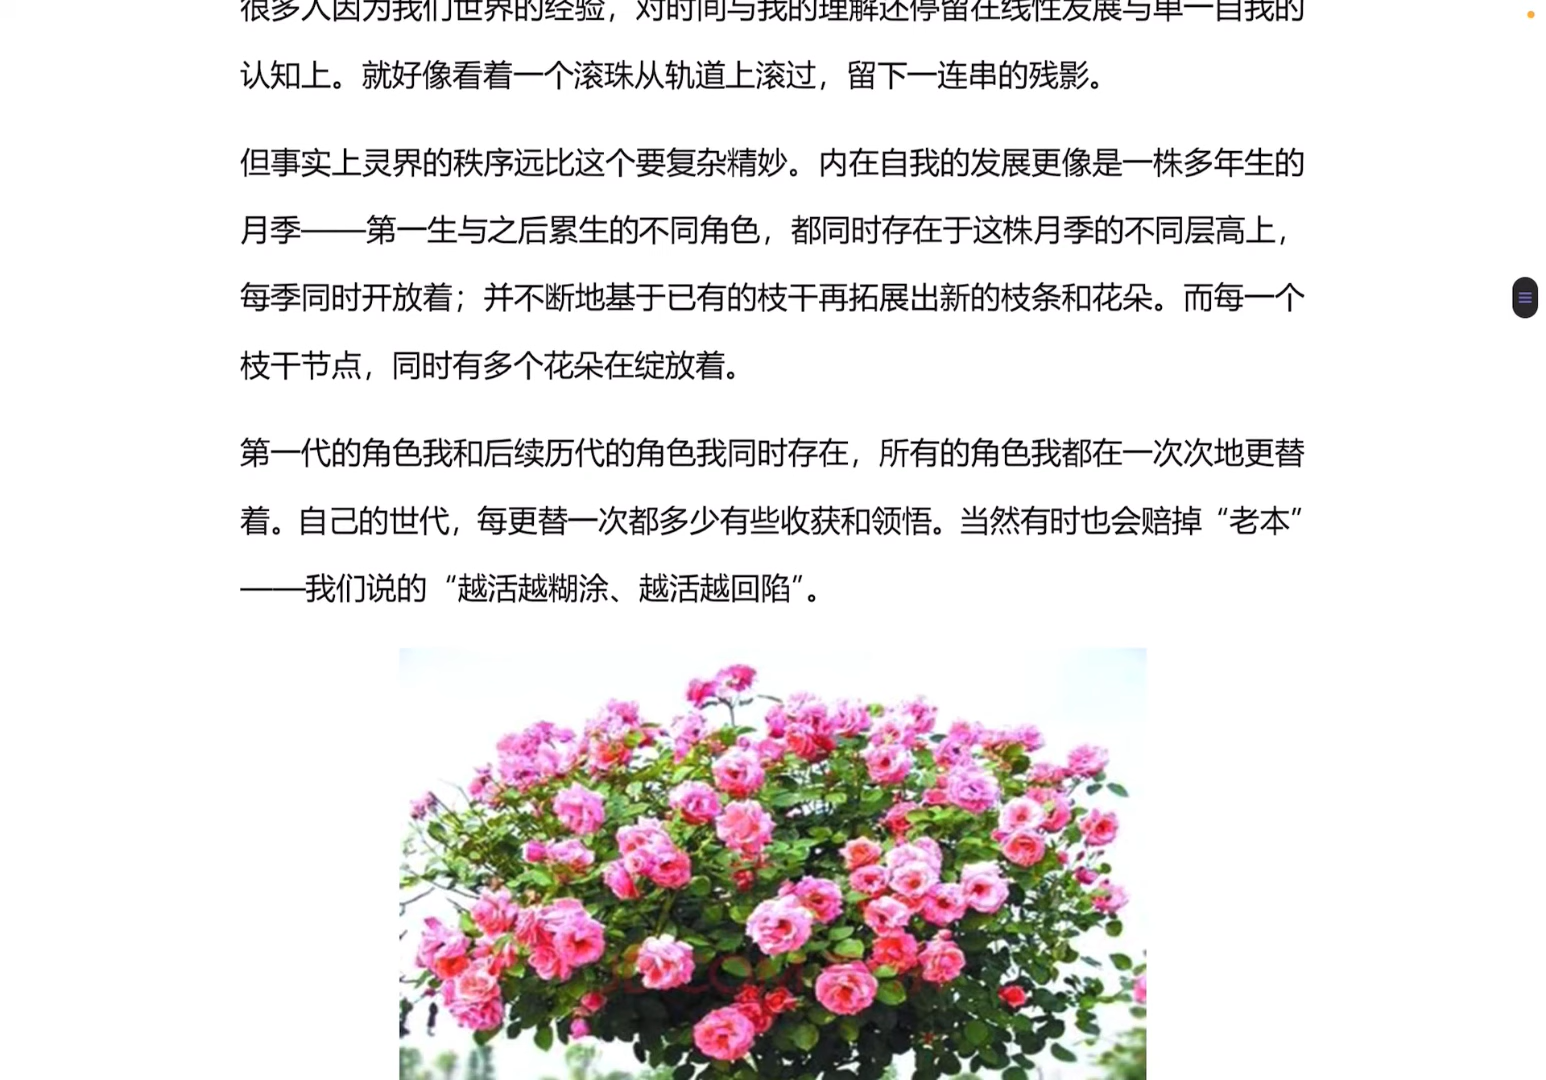 很多人因为我们世界的经验，对时间与我的理解还停留在线性发展与单一自我的
认知上。就好像看着一个滚珠从轨道上滚过，留下一连串的残影。
但事实上灵界的秩序远比这个要复杂精妙。内在自我的发展更像是一株多年生的
月季——第一生与之后累生的不同角色，都同时存在于这株月季的不同层高上，
每季同时开放着；并不断地基于已有的枝干再拓展出新的枝条和花朵。而每一个
枝干节点，同时有多个花朵在绽放着。
第一代的角色我和后续历代的角色我同时存在，所有的角色我都在一次次地更替
着。自己的世代，每更替一次都多少有些收获和领悟。当然有时也会赔掉“老本”
——我们说的“越活越糊涂、越活越回陷”。